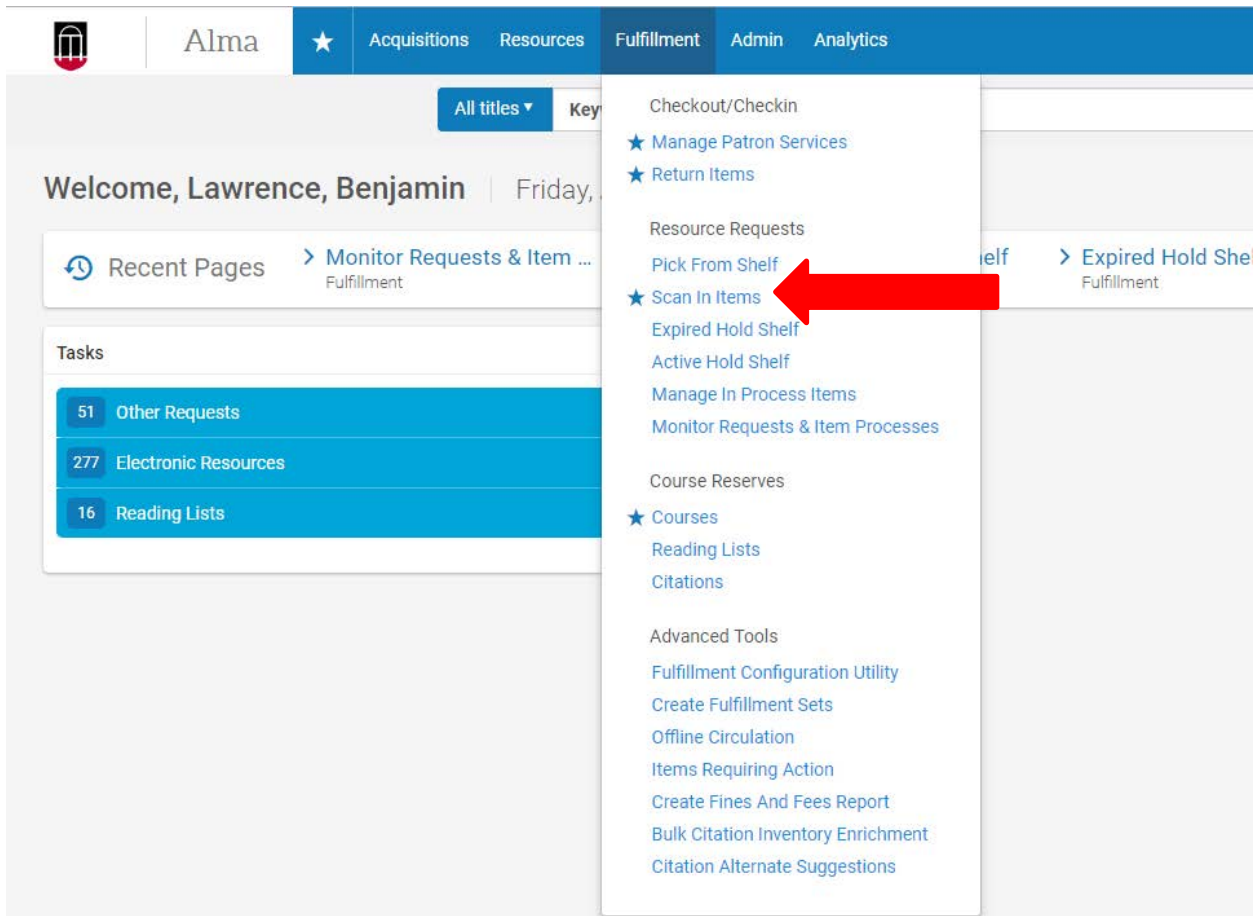 Alma ★ Acquisitions Resources Fulfillment Admin Analytics
All titles ▾ Key
Welcome, Lawrence, Benjamin Friday,
Recent Pages
> Monitor Requests & Item ...
Fulfillment
elf
> Expired Hold She
Fulfillment
Tasks
51 Other Requests
277 Electronic Resources
16 Reading Lists
Checkout/Checkin
★ Manage Patron Services
★ Return Items
Resource Requests
Pick From Shelf
★ Scan In Items
Expired Hold Shelf
Active Hold Shelf
Manage In Process Items
Monitor Requests & Item Processes
Course Reserves
★ Courses
Reading Lists
Citations
Advanced Tools
Fulfillment Configuration Utility
Create Fulfillment Sets
Offline Circulation
Items Requiring Action
Create Fines And Fees Report
Bulk Citation Inventory Enrichment
Citation Alternate Suggestions